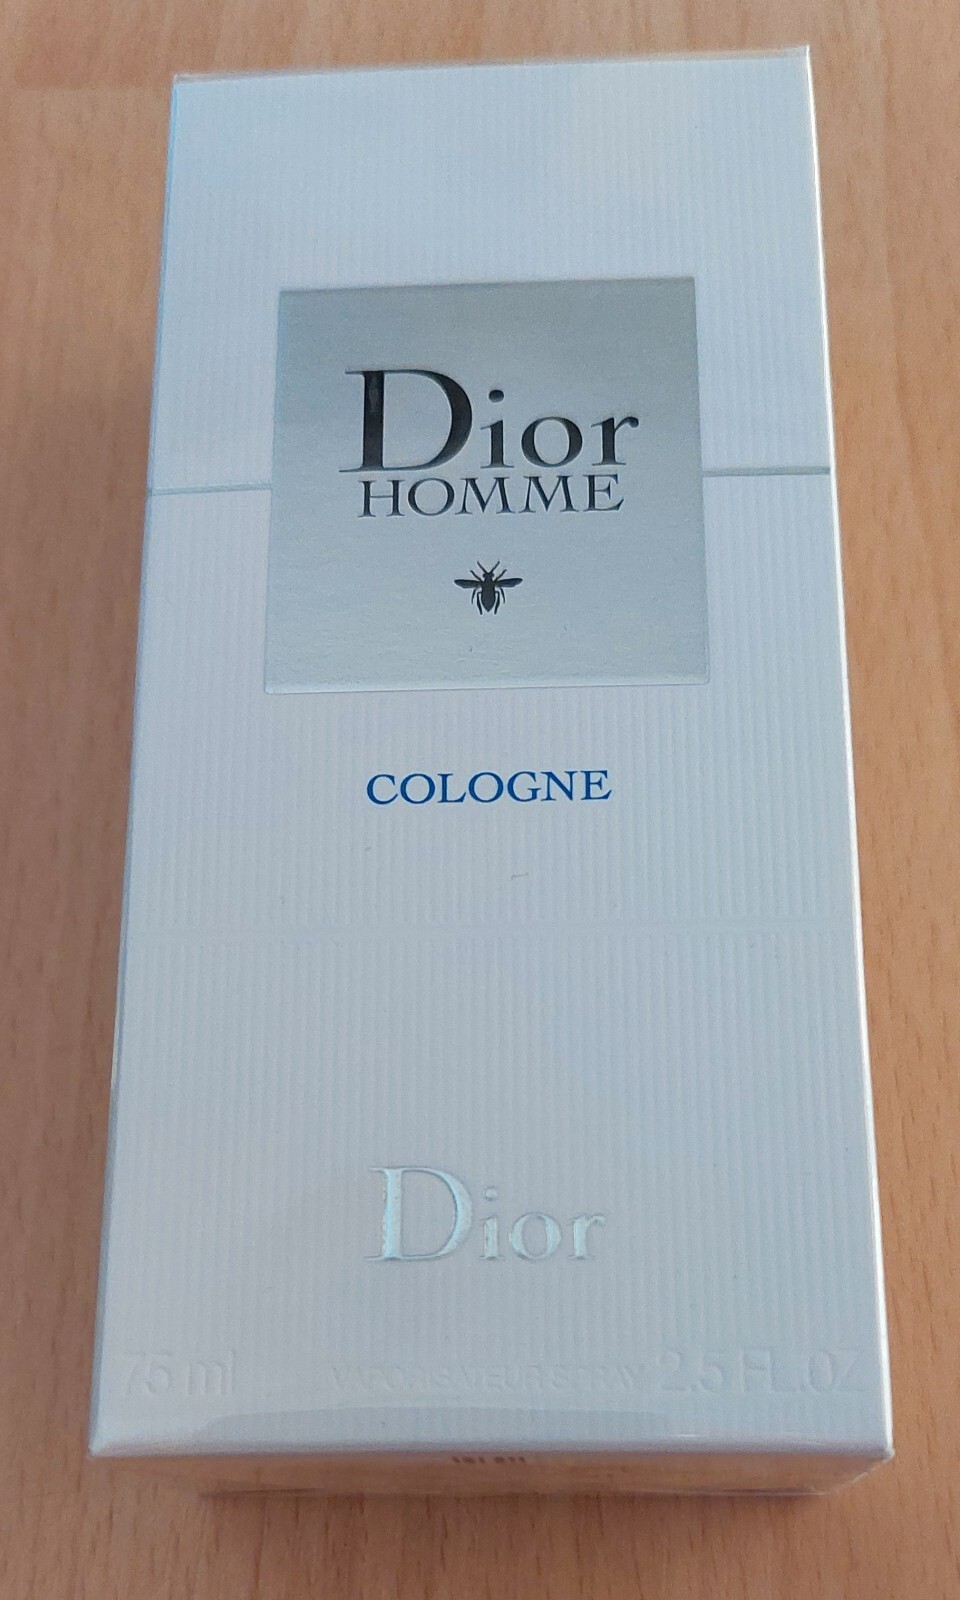 Dior
HOMME
COLOGNE
Dior
75 ml VAPORISATEUR SPRAY 2.5 FL.OZ